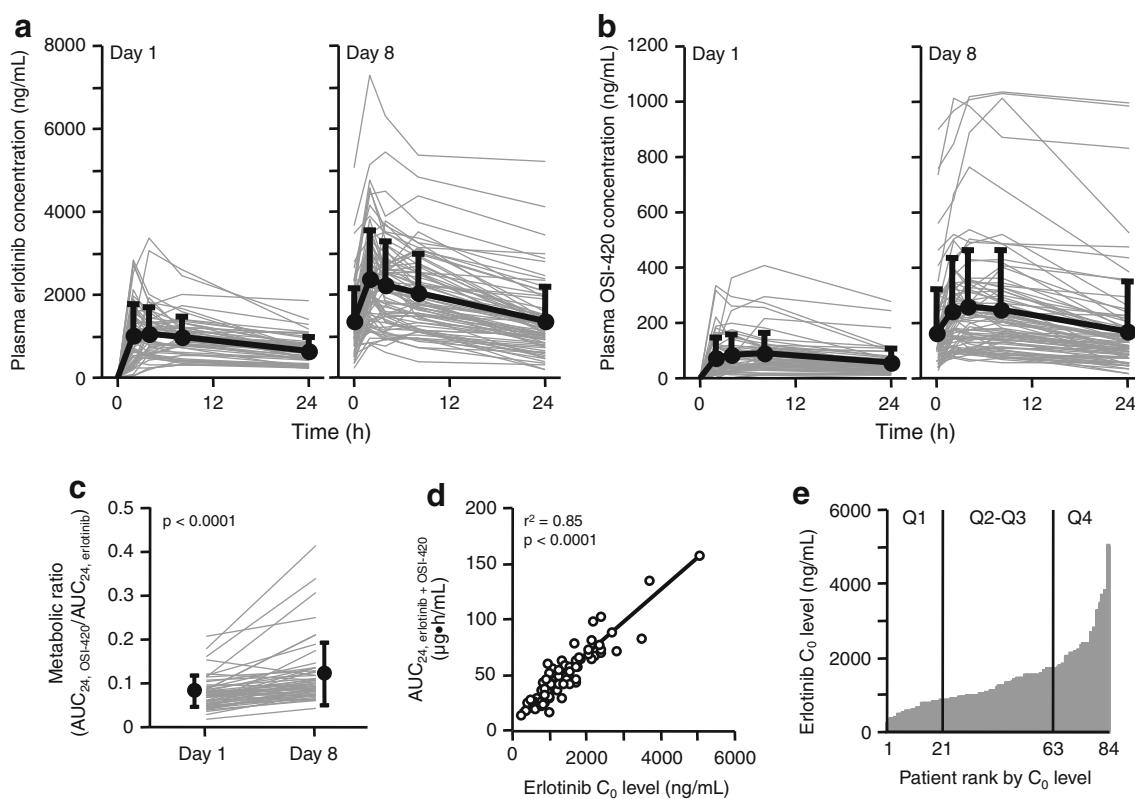 a
Plasma erlotinib concentration (ng/mL)
8000
6000
4000
2000
0
Day 1
Day 8
0 12 24 0 12 24
Time (h)
b
Plasma OSI-420 concentration (ng/mL)
1200
1000
800
600
400
200
0
Day 1
Day 8
0 12 24 0 12 24
Time (h)
c
Metabolic ratio
(AUC24, OSI-420/AUC24, erlotinib)
0.5
0.4
0.3
0.2
0.1
0
p < 0.0001
Day 1 Day 8
d
AUC24, erlotinib + OSI-420
(μg•h/mL)
200
150
100
50
0
r² = 0.85
p < 0.0001
0 2000 4000 6000
Erlotinib C0 level (ng/mL)
e
Erlotinib C0 level (ng/mL)
6000
4000
2000
0
Q1 Q2-Q3 Q4
1 21 63 84
Patient rank by C0 level